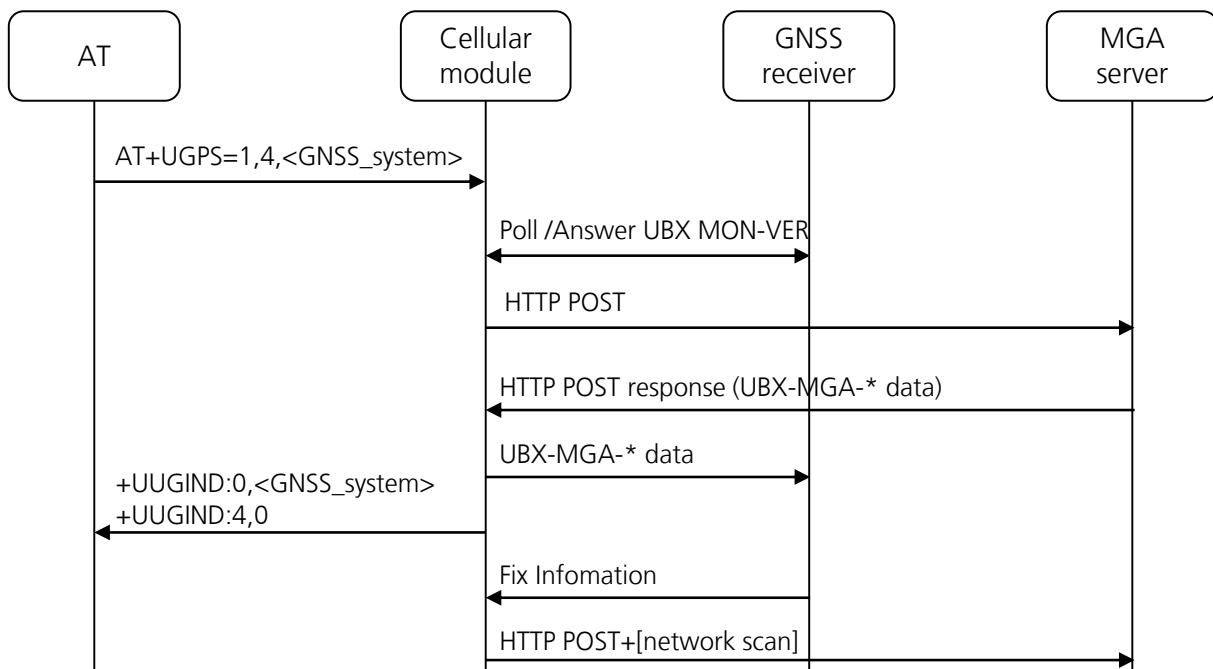 AT
Cellular
module
GNSS
receiver
MGA
server
AT+UGPS=1,4,<GNSS_system>
Poll /Answer UBX MON-VER
HTTP POST
HTTP POST response (UBX-MGA-* data)
UBX-MGA-* data
+UUGIND:0,<GNSS_system>
+UUGIND:4,0
Fix Infomation
HTTP POST+[network scan]